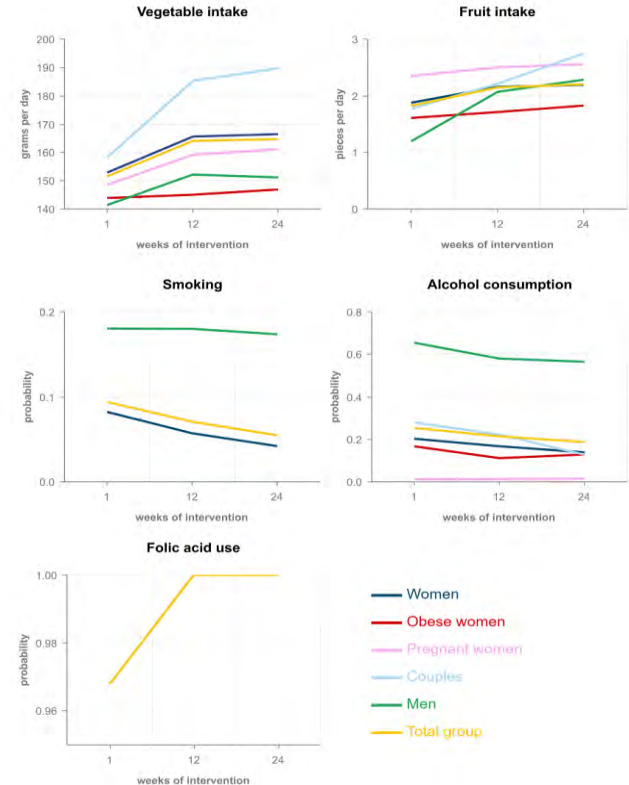 Vegetable intake
200
190
180
170
160
150
140
grams per day
1 12 24
weeks of intervention
Fruit intake
3
2
1
0
pieces per day
1 12 24
weeks of intervention
Smoking
0.2
0.1
0.0
probability
1 12 24
weeks of intervention
Alcohol consumption
0.8
0.6
0.4
0.2
0.0
probability
1 12 24
weeks of intervention
Folic acid use
1.00
0.98
0.96
probability
1 12 24
weeks of intervention
Women
Obese women
Pregnant women
Couples
Men
Total group